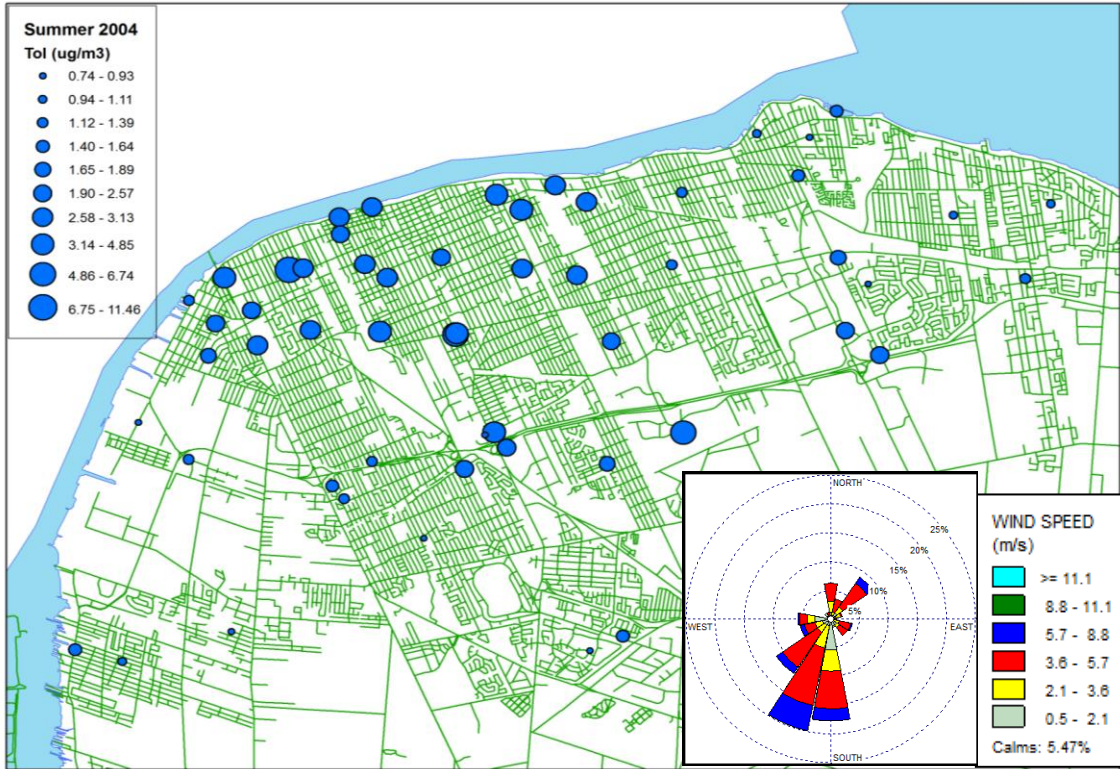 Summer 2004
Tol (ug/m3)
0.74 - 0.93
0.94 - 1.11
1.12 - 1.39
1.40 - 1.64
1.65 - 1.89
1.90 - 2.57
2.58 - 3.13
3.14 - 4.85
4.86 - 6.74
6.75 - 11.46
NORTH
25%
20%
15%
10%
5%
WEST
EAST
SOUTH
WIND SPEED
(m/s)
>= 11.1
8.8 - 11.1
5.7 - 8.8
3.6 - 5.7
2.1 - 3.6
0.5 - 2.1
Calms: 5.47%